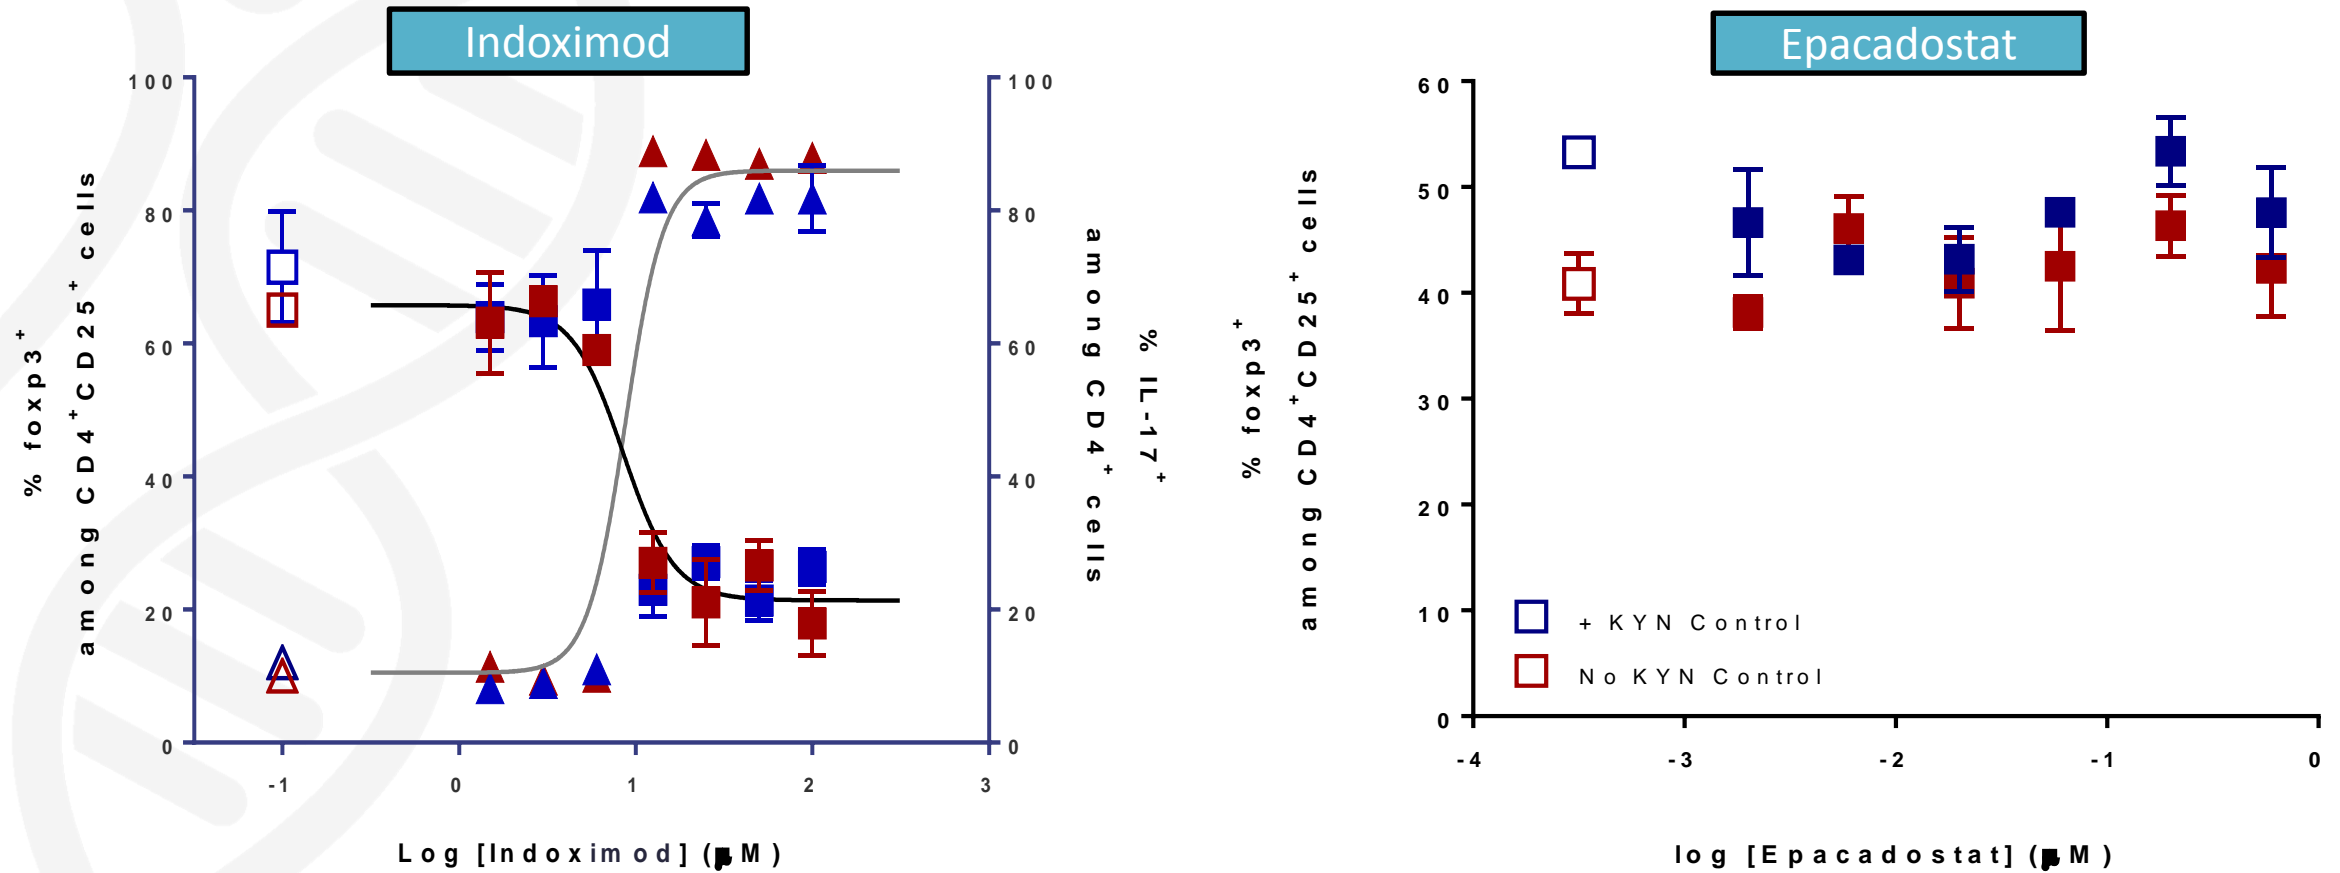 Indoximod
Epacadostat
100
80
60
40
20
0
% foxp3+
among CD4+CD25+ cells
-1
0
1
2
3
Log [Indoximod] (μM)
100
80
60
40
20
0
% IL-17+
among CD4+ cells
60
50
40
30
20
10
0
% foxp3+
among CD4+CD25+ cells
+ KYN Control
No KYN Control
-4
-3
-2
-1
0
log [Epacadostat] (μM)